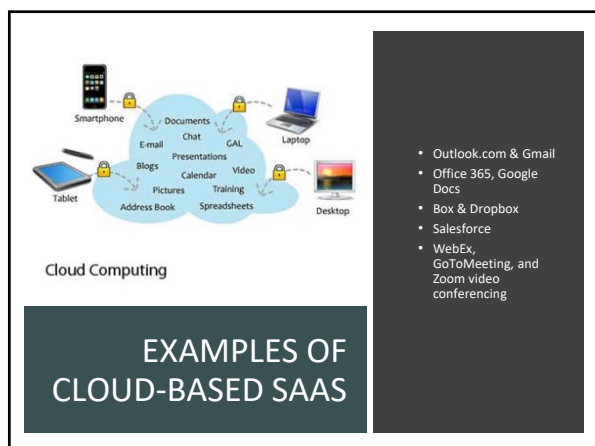 Smartphone
Laptop
Tablet
Desktop
Documents
E-mail
Chat
GAL
Presentations
Blogs
Calendar
Video
Pictures
Training
Address Book
Spreadsheets
Cloud Computing
EXAMPLES OF
CLOUD-BASED SAAS
• Outlook.com & Gmail
• Office 365, Google
Docs
• Box & Dropbox
• Salesforce
• WebEx,
GoToMeeting, and
Zoom video
conferencing